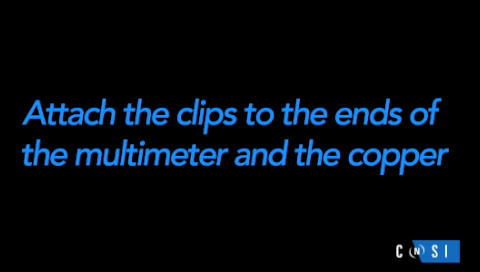 Attach the clips to the ends of
the multimeter and the copper
CNSI